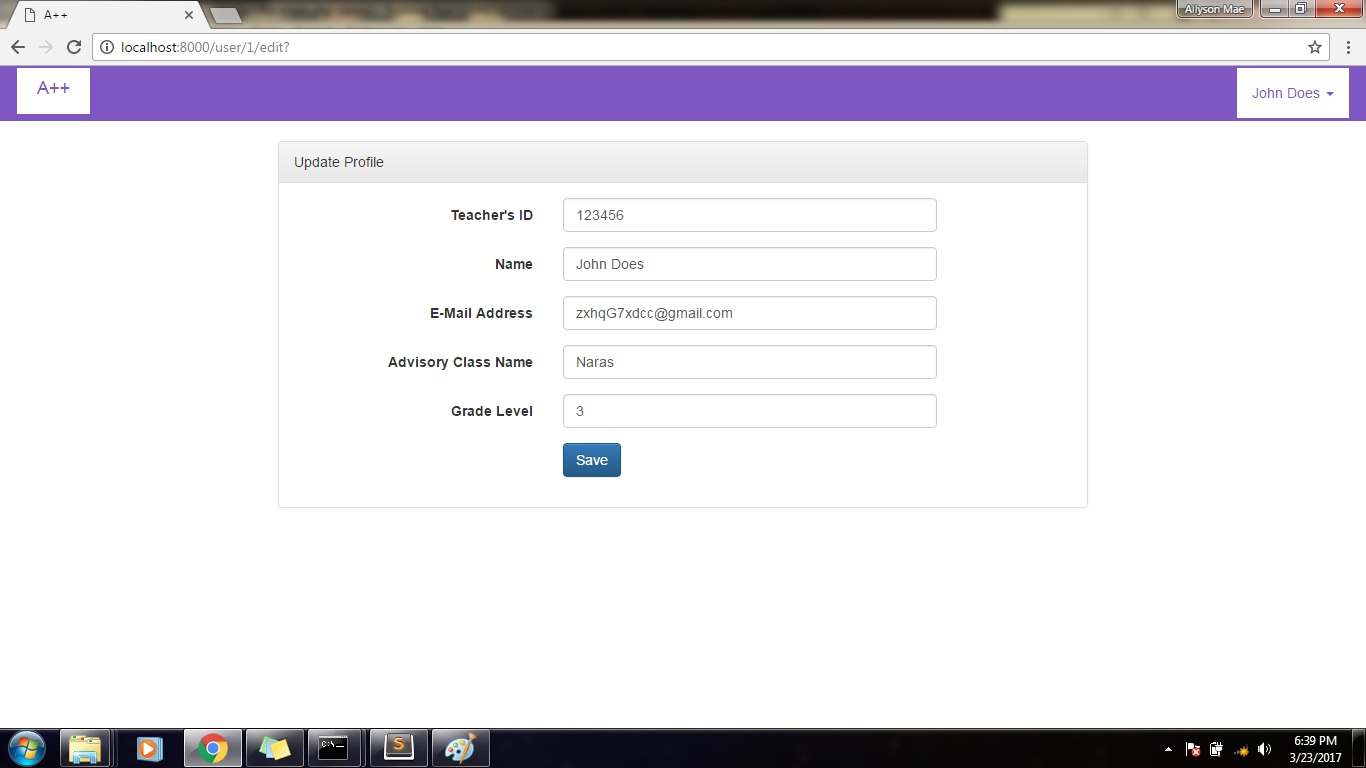 A++
Allyson Mae
localhost:8000/user/1/edit?
A++
John Does
Update Profile
Teacher's ID 123456
Name John Does
E-Mail Address zxhqG7xdcc@gmail.com
Advisory Class Name Naras
Grade Level 3
Save
C:\_
S
6:39 PM
3/23/2017